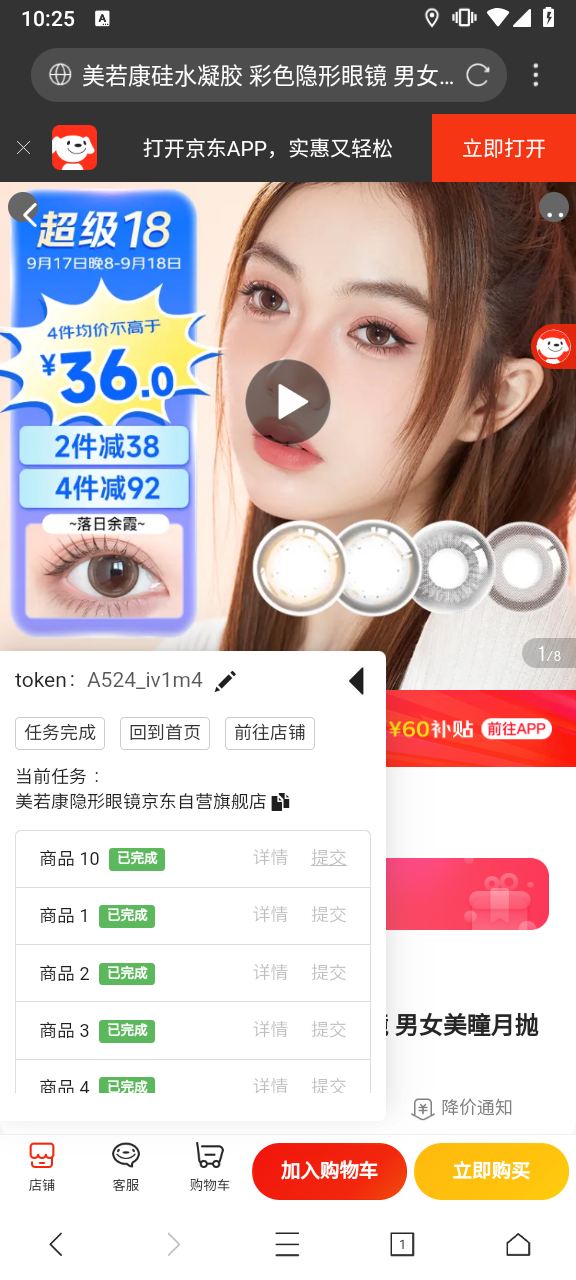 10:25
A
美若康硅水凝胶 彩色隐形眼镜 男女...
打开京东APP，实惠又轻松
立即打开
超级18
9月17日晚8-9月18日
4件均价不高于
¥36.0
2件减38
4件减92
~落日余霞~
1/8
token： A524_iv1m4
¥60补贴 前往APP
任务完成 回到首页 前往店铺
当前任务 ：
美若康隐形眼镜京东自营旗舰店
商品 10 已完成 详情 提交
商品 1 已完成 详情 提交
商品 2 已完成 详情 提交
商品 3 已完成 详情 提交
男女美瞳月抛
商品 4 已完成 详情 提交
降价通知
店铺 客服 购物车 加入购物车 立即购买
1